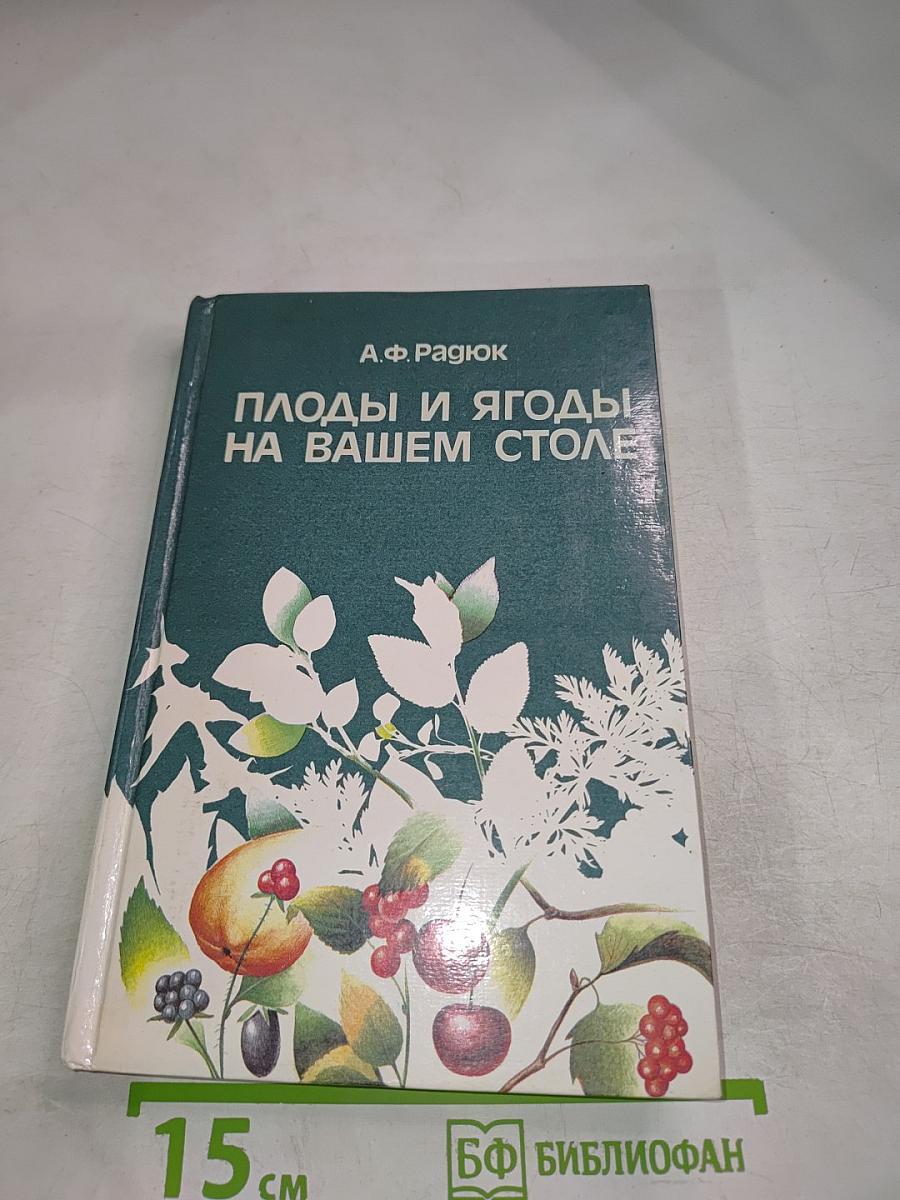 А.Ф. Радюк
ПЛОДЫ И ЯГОДЫ
НА ВАШЕМ СТОЛЕ
15 см
БФ БИБЛИОФАН